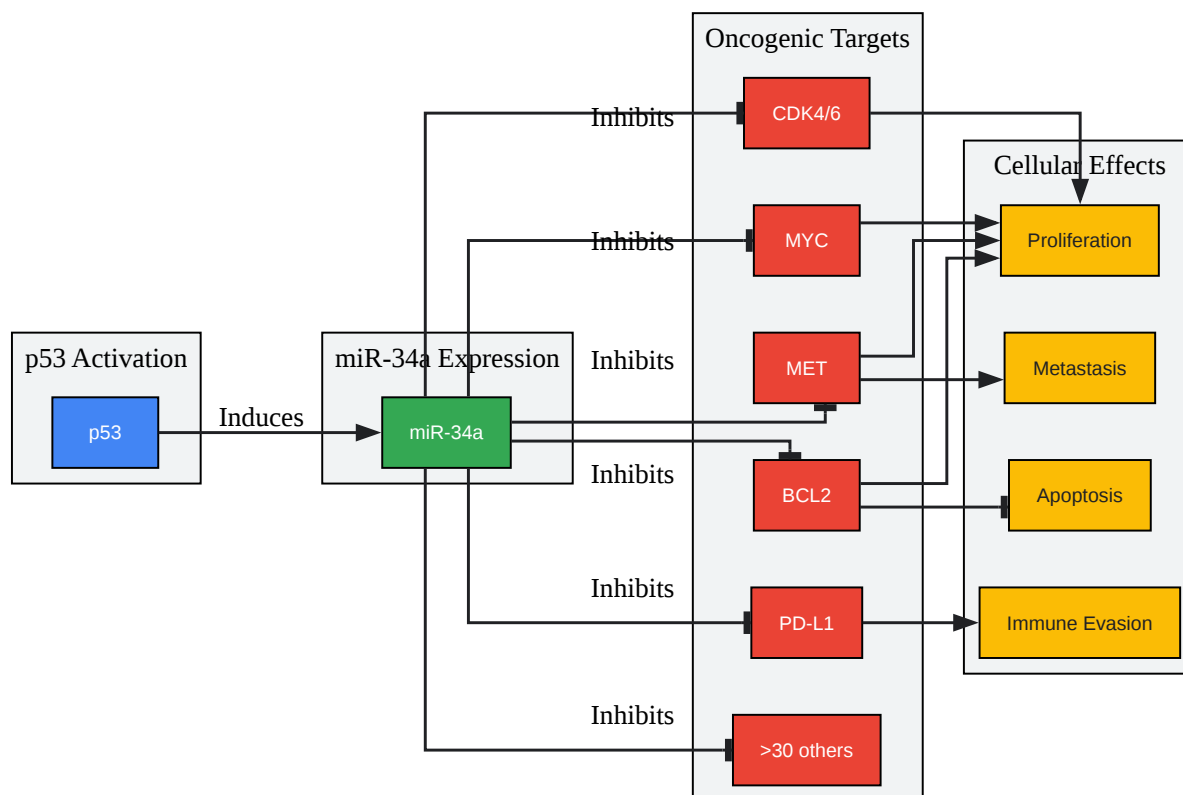 Oncogenic Targets
CDK4/6
Inhibits
Cellular Effects
MYC
Inhibits
Proliferation
p53 Activation
miR-34a Expression
Inhibits
MET
Metastasis
p53
Induces
miR-34a
Inhibits
BCL2
Apoptosis
Inhibits
PD-L1
Immune Evasion
Inhibits
>30 others